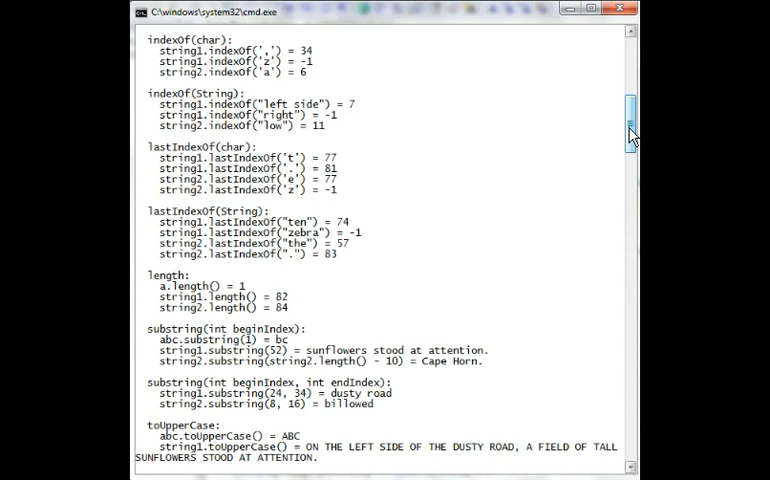 C:\windows\system32\cmd.exe
indexOf(char):
string1.indexOf(',') = 34
string1.indexOf('z') = -1
string2.indexOf('a') = 6
indexOf(String):
string1.indexOf("left side") = 7
string1.indexOf("right") = -1
string2.indexOf("low") = 11
lastIndexOf(char):
string1.lastIndexOf('t') = 77
string1.lastIndexOf('.') = 81
string2.lastIndexOf('e') = 77
string2.lastIndexOf('z') = -1
lastIndexOf(String):
string1.lastIndexOf("ten") = 74
string1.lastIndexOf("zebra") = -1
string2.lastIndexOf("the") = 57
string2.lastIndexOf(".") = 83
length:
a.length() = 1
string1.length() = 82
string2.length() = 84
substring(int beginIndex):
abc.substring(1) = bc
string1.substring(52) = sunflowers stood at attention.
string2.substring(string2.length() - 10) = Cape Horn.
substring(int beginIndex, int endIndex):
string1.substring(24, 34) = dusty road
string2.substring(8, 16) = billowed
toUpperCase:
abc.toUpperCase() = ABC
string1.toUpperCase() = ON THE LEFT SIDE OF THE DUSTY ROAD, A FIELD OF TALL
SUNFLOWERS STOOD AT ATTENTION.